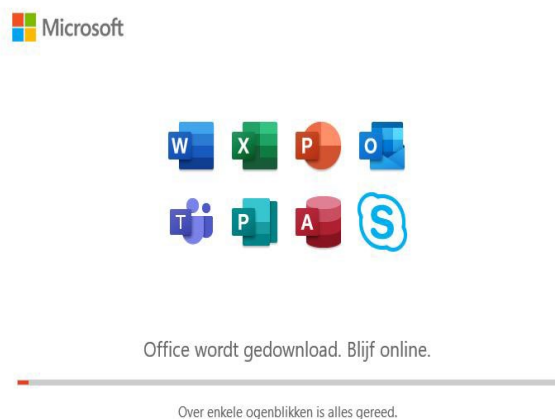 Microsoft
W X P O
T P A S
Office wordt gedownload. Blijf online.
Over enkele ogenblikken is alles gereed.